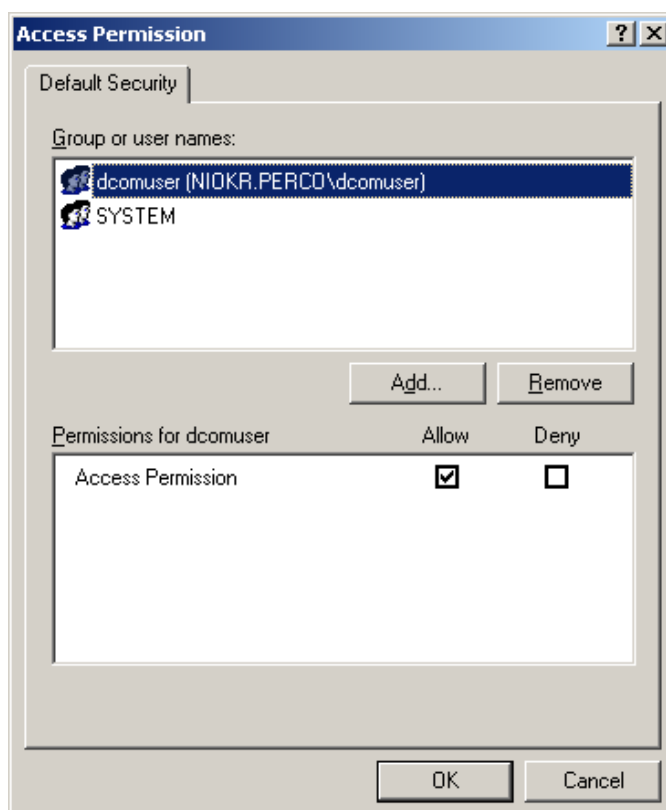 Access Permission
Default Security
Group or user names:
dcomuser (NIOKR.PERCO\dcomuser)
SYSTEM
Add... Remove
Permissions for dcomuser Allow Deny
Access Permission
OK Cancel